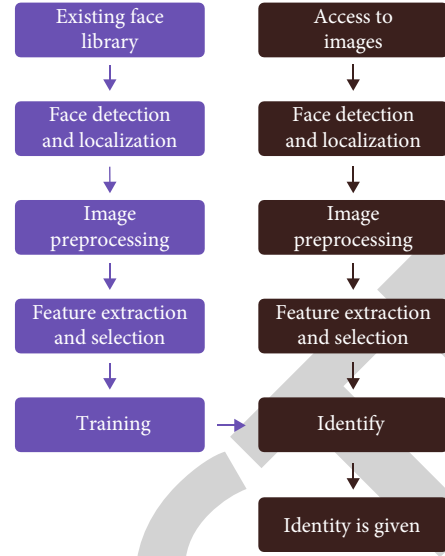 Existing face
library
Face detection
and localization
Image
preprocessing
Feature extraction
and selection
Training
Access to
images
Face detection
and localization
Image
preprocessing
Feature extraction
and selection
Identify
Identity is given